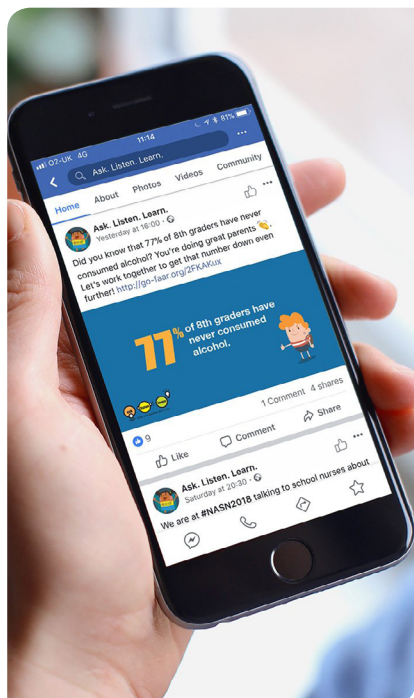 O2-UK 4G 11:14 81%
Ask. Listen. Learn.
Home About Photos Videos Community
Ask. Listen. Learn.
Yesterday at 16:00
Did you know that 77% of 8th graders have never
consumed alcohol? You're doing great parents 👏.
Let's work together to get that number down even
further! http://go-faar.org/2FKAKux
77% of 8th graders have
never consumed
alcohol.
9
1 Comment 4 shares
Like Comment Share
Ask. Listen. Learn.
Saturday at 20:30
We are at #NASN2018 talking to school nurses about